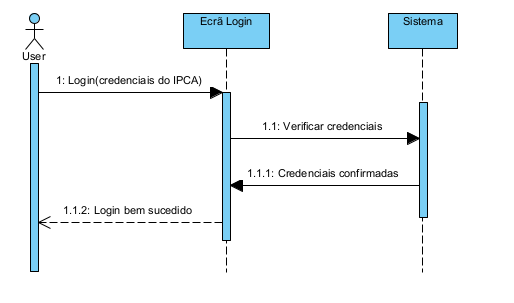 Ecrã Login
Sistema
User
1: Login(credenciais do IPCA)
1.1: Verificar credenciais
1.1.1: Credenciais confirmadas
1.1.2: Login bem sucedido